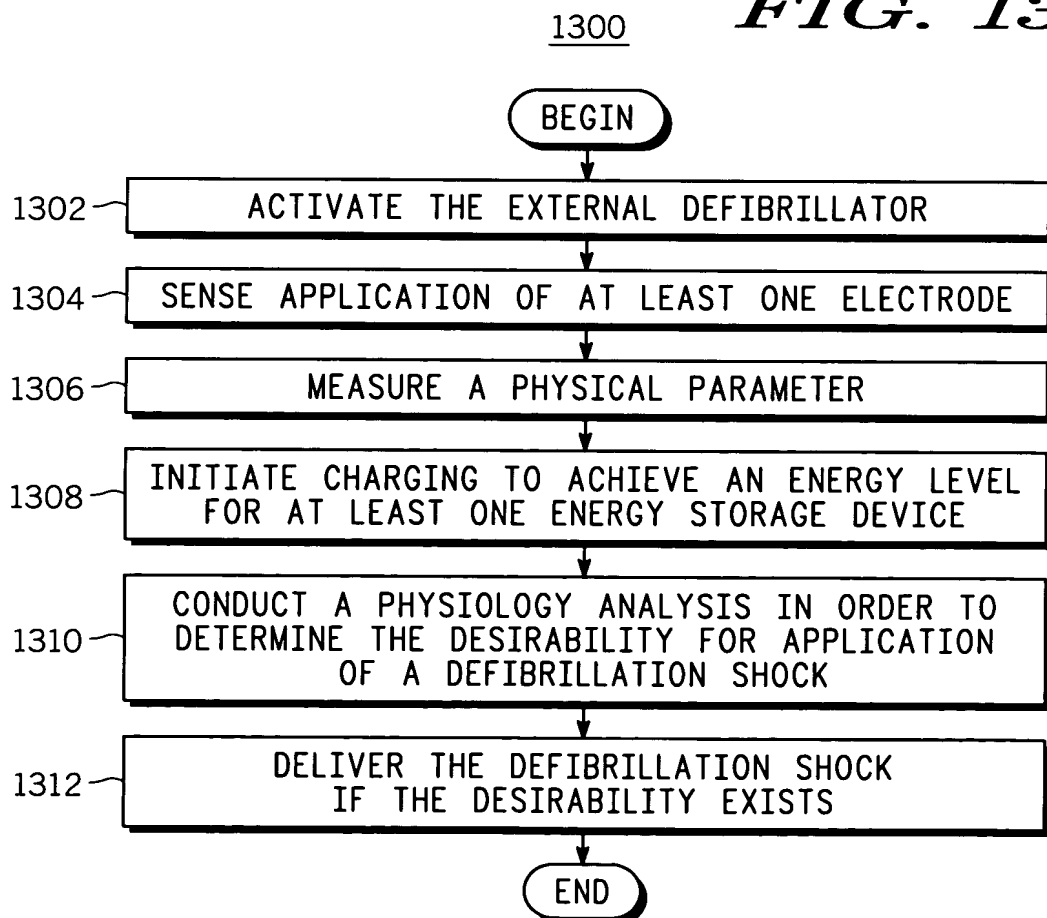 1300
FIG. 13
BEGIN
1302
ACTIVATE THE EXTERNAL DEFIBRILLATOR
1304
SENSE APPLICATION OF AT LEAST ONE ELECTRODE
1306
MEASURE A PHYSICAL PARAMETER
1308
INITIATE CHARGING TO ACHIEVE AN ENERGY LEVEL
FOR AT LEAST ONE ENERGY STORAGE DEVICE
1310
CONDUCT A PHYSIOLOGY ANALYSIS IN ORDER TO
DETERMINE THE DESIRABILITY FOR APPLICATION
OF A DEFIBRILLATION SHOCK
1312
DELIVER THE DEFIBRILLATION SHOCK
IF THE DESIRABILITY EXISTS
END